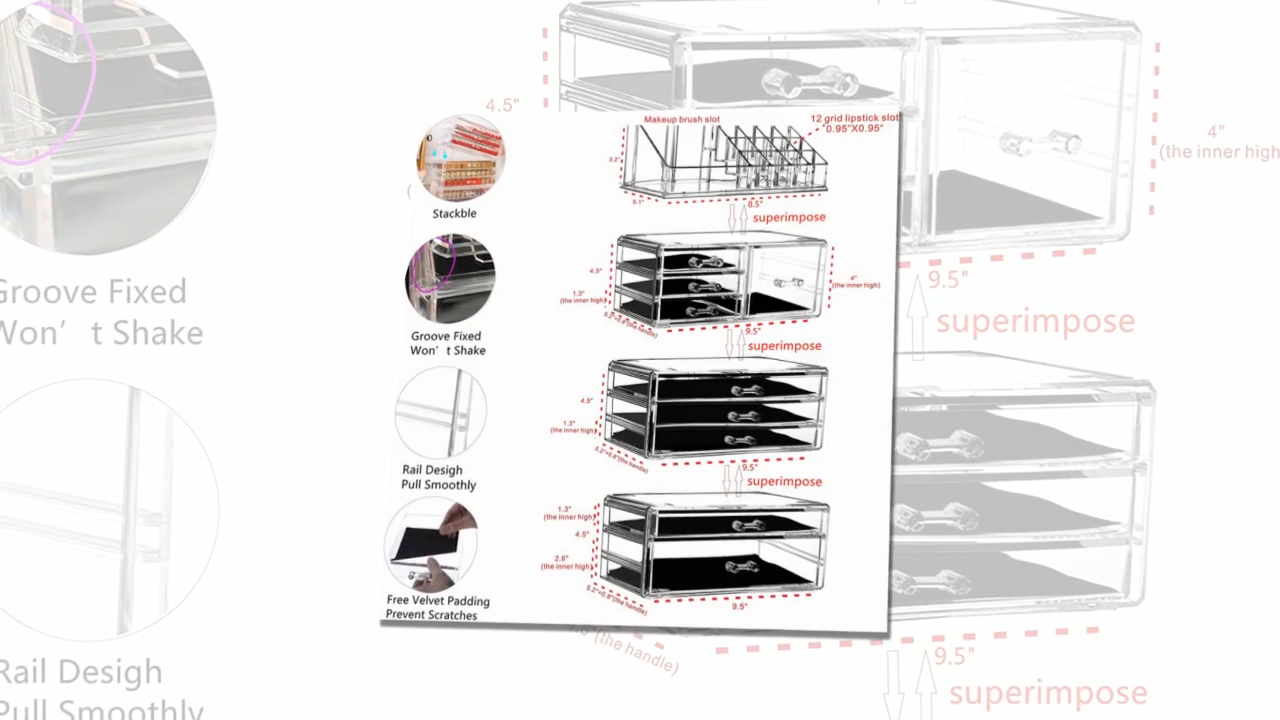 4.5"
4"
(the inner high
Groove Fixed
Won't Shake
9.5"
superimpose
Rail Desigh
Pull Smoothly
(the handle)
9.5"
superimpose
Makeup brush slot
12 grid lipstick slot
0.95"X0.95"
Stackble
8.5"
superimpose
4.5"
1.3"
(the inner high)
4"
(the inner high)
Groove Fixed
Won't Shake
9.5"
superimpose
4.5"
1.3"
(the inner high)
Rail Desigh
Pull Smoothly
9.5"
superimpose
1.3"
(the inner high)
4.5"
2.6"
(the inner high)
Free Velvet Padding
Prevent Scratches
9.5"